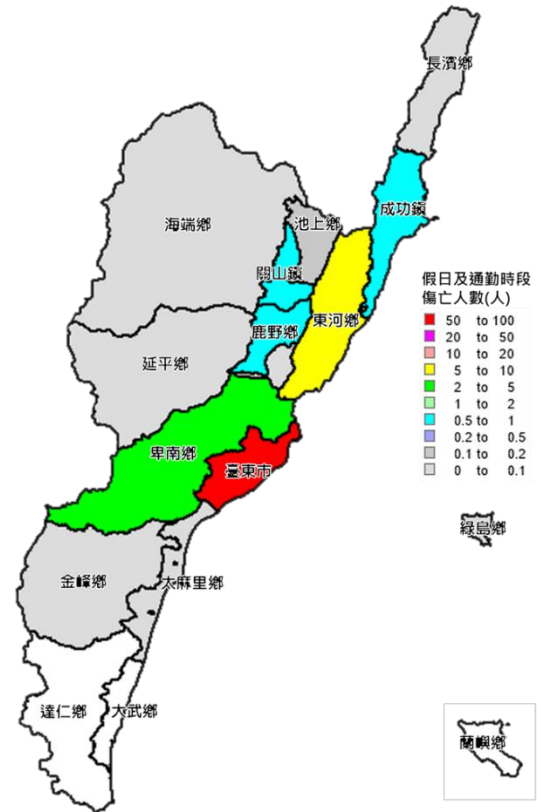 長濱鄉
成功鎮
池上鄉
海端鄉
關山鎮
假日及通勤時段
傷亡人數(人)
50 to 100
20 to 50
10 to 20
5 to 10
2 to 5
1 to 2
0.5 to 1
0.2 to 0.5
0.1 to 0.2
0 to 0.1
東河鄉
鹿野鄉
延平鄉
卑南鄉
臺東市
綠島鄉
金峰鄉
太麻里鄉
達仁鄉
大武鄉
蘭嶼鄉